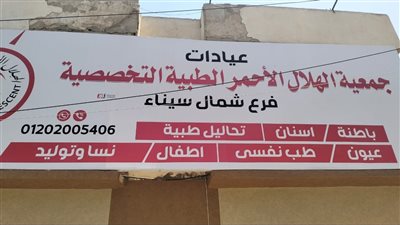 عيادات
جمعية الهلال الأحمر الطبية التخصصية
فرع شمال سيناء
01202005406
باطنة / اسنان / تحاليل طبية
عيون / طب نفسى / اطفال / نسا وتوليد